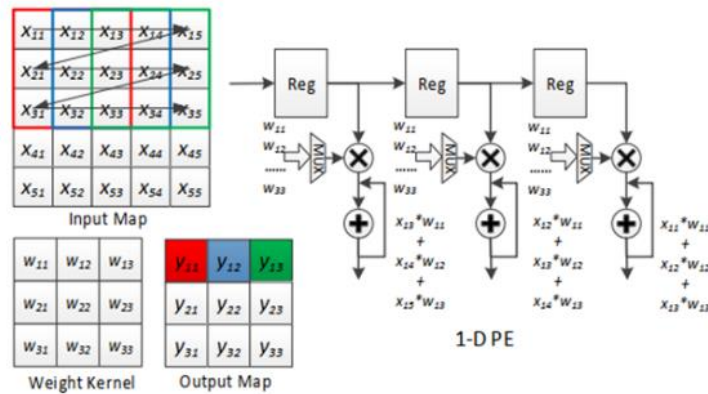 x₁₁ x₁₂ x₁₃ x₁₄ x₁₅
x₂₁ x₂₂ x₂₃ x₂₄ x₂₅
x₃₁ x₃₂ x₃₃ x₃₄ x₃₅
x₄₁ x₄₂ x₄₃ x₄₄ x₄₅
x₅₁ x₅₂ x₅₃ x₅₄ x₅₅
Input Map
w₁₁ w₁₂ w₁₃
w₂₁ w₂₂ w₂₃
w₃₁ w₃₂ w₃₃
Weight Kernel
y₁₁ y₁₂ y₁₃
y₂₁ y₂₂ y₂₃
y₃₁ y₃₂ y₃₃
Output Map
Reg
w₁₁
w₁₂
......
w₃₃
MUX
x₁₃*w₁₁
+
x₁₄*w₁₂
+
x₁₅*w₁₃
Reg
w₁₁
w₁₂
......
w₃₃
MUX
x₁₂*w₁₁
+
x₁₃*w₁₂
+
x₁₄*w₁₃
Reg
w₁₁
w₁₂
......
w₃₃
MUX
x₁₁*w₁₁
+
x₁₂*w₁₂
+
x₁₃*w₁₃
1-D PE